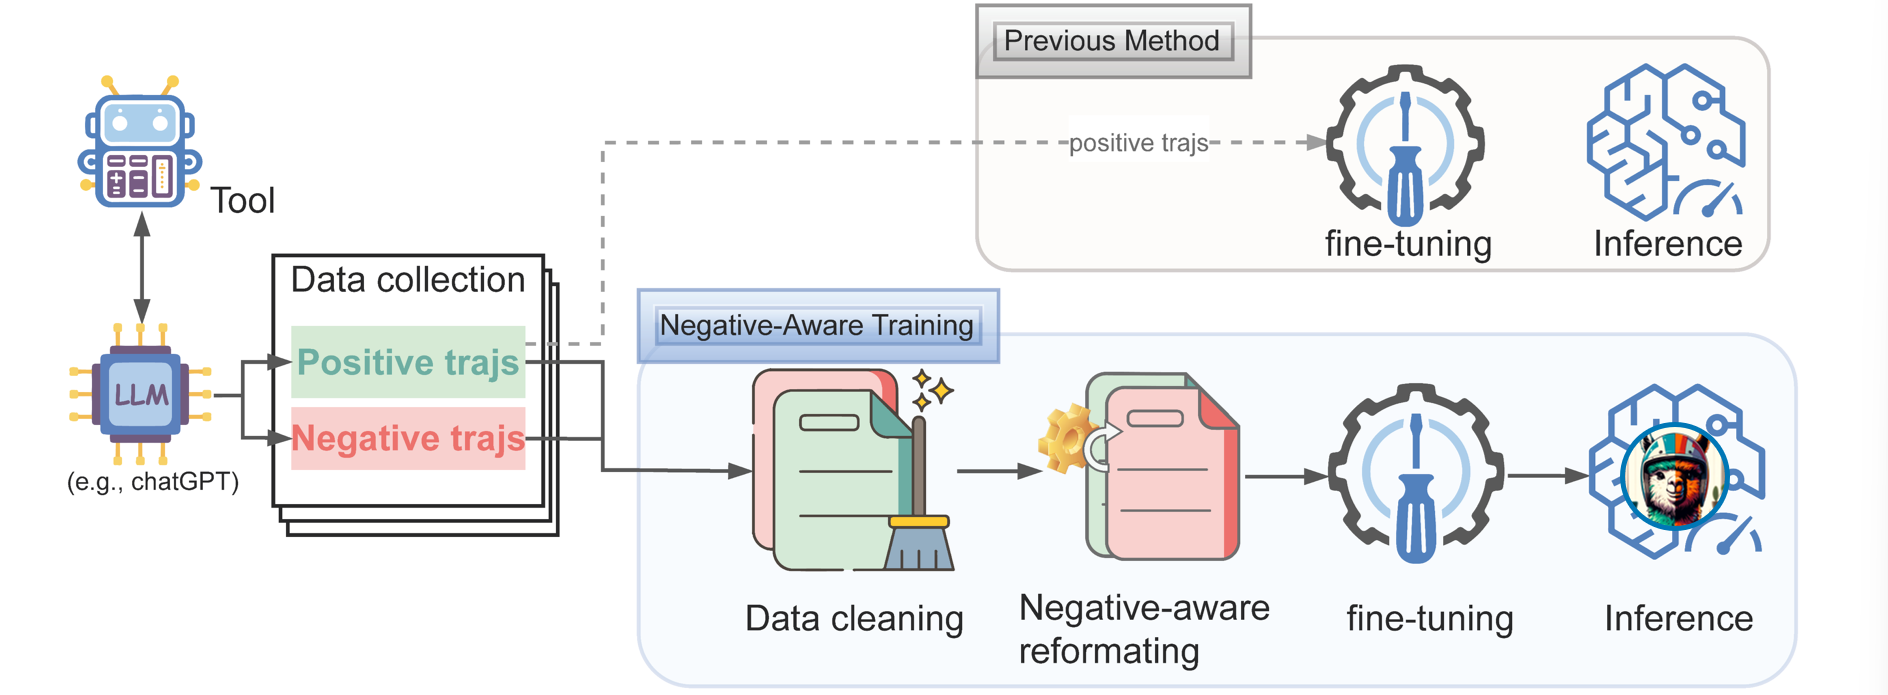 Previous Method
Tool
positive trajs
fine-tuning
Inference
Data collection
Positive trajs
Negative trajs
LLM
(e.g., chatGPT)
Negative-Aware Training
Data cleaning
Negative-aware
reformating
fine-tuning
Inference